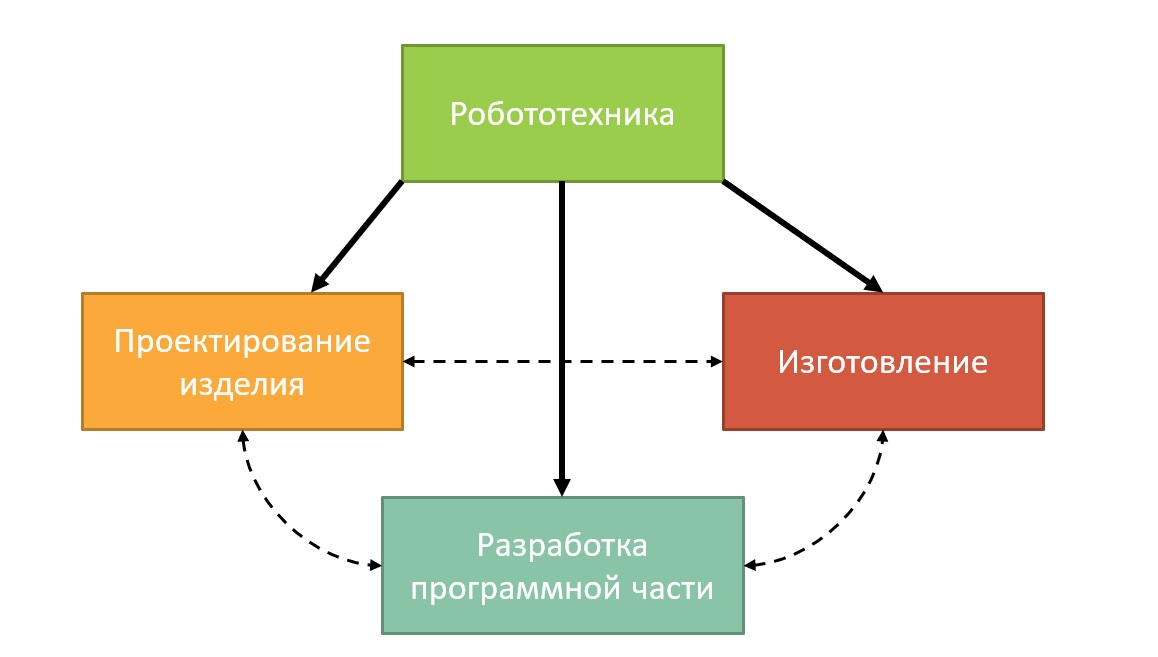 Робототехника
Проектирование
изделия
Изготовление
Разработка
программной части